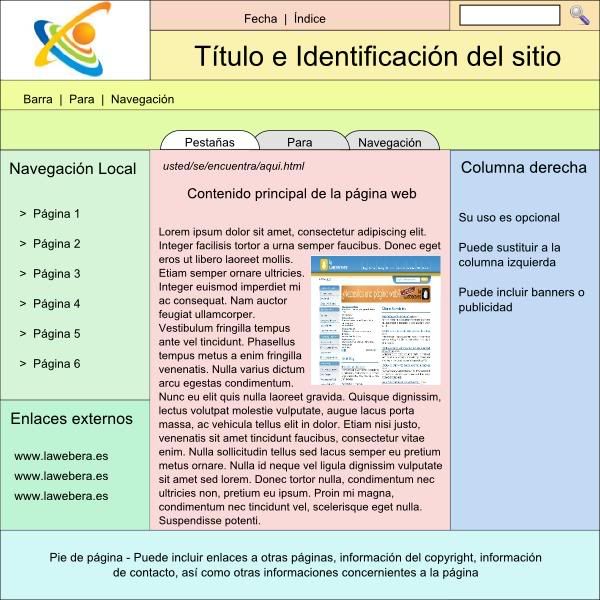 Fecha | Índice
Título e Identificación del sitio
Barra | Para | Navegación
Pestañas
Para
Navegación
Navegación Local
> Página 1
> Página 2
> Página 3
> Página 4
> Página 5
> Página 6
Enlaces externos
www.lawebera.es
www.lawebera.es
www.lawebera.es
usted/se/encuentra/aqui.html
Contenido principal de la página web
Lorem ipsum dolor sit amet, consectetur adipiscing elit.
Integer facilisis tortor a urna semper faucibus. Donec eget
eros ut libero laoreet mollis.
Etiam semper ornare ultricies.
Integer euismod imperdiet mi
ac consequat. Nam auctor
feugiat ullamcorper.
Vestibulum fringilla tempus
ante vel tincidunt. Phasellus
tempus metus a enim fringilla
venenatis. Nulla varius dictum
arcu egestas condimentum.
Nunc eu elit quis nulla laoreet gravida. Quisque dignissim,
lectus volutpat molestie vulputate, augue lacus porta
massa, ac vehicula tellus elit in dolor. Etiam nisi justo,
venenatis sit amet tincidunt faucibus, consectetur vitae
enim. Nulla sollicitudin tellus sed lacus semper eu pretium
metus ornare. Nulla id neque vel ligula dignissim vulputate
sit amet sed lorem. Donec tortor nulla, condimentum nec
ultricies non, pretium eu ipsum. Proin mi magna,
condimentum nec tincidunt vel, scelerisque eget nulla.
Suspendisse potenti.
Columna derecha
Su uso es opcional
Puede sustituir a la
columna izquierda
Puede incluir banners o
publicidad
Pie de página - Puede incluir enlaces a otras páginas, información del copyright, información
de contacto, así como otras informaciones concernientes a la página